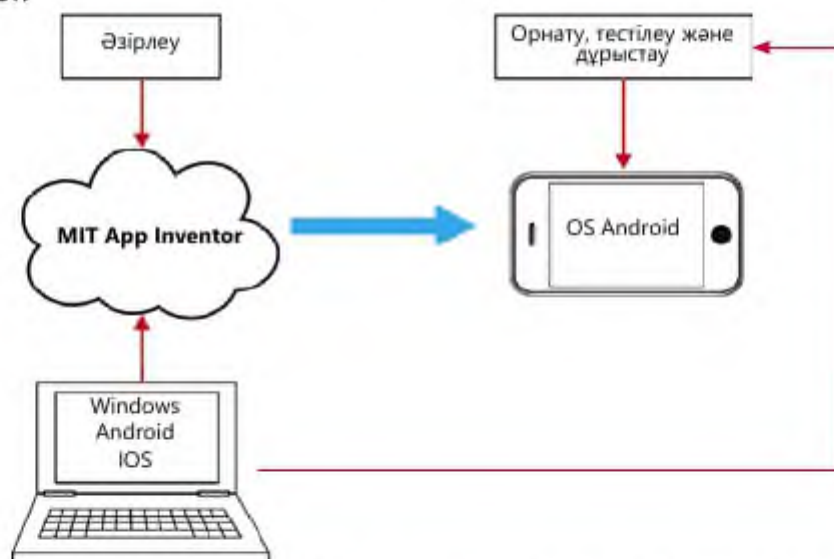 Әзірлеу
Орнату, тестілеу және
дұрыстау
MIT App Inventor
OS Android
Windows
Android
IOS